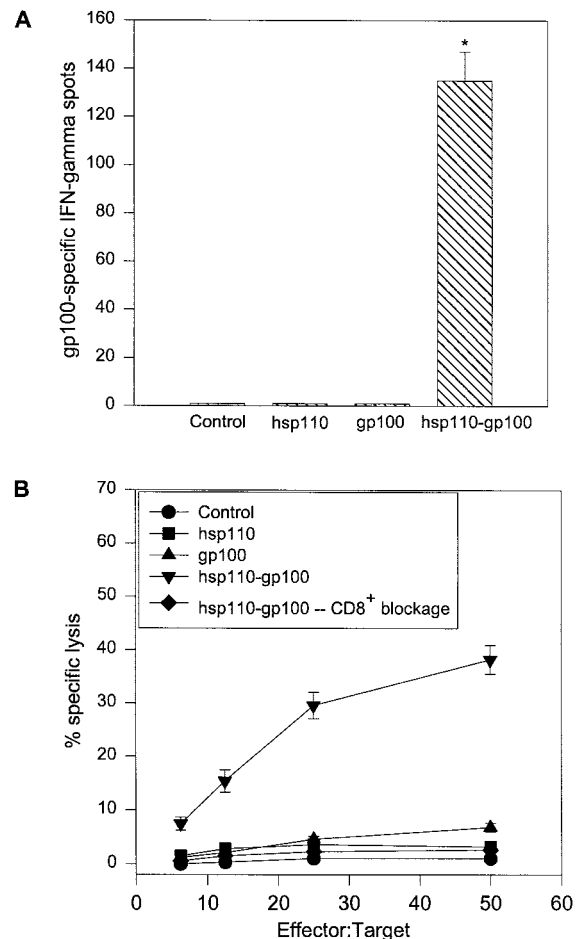 A
gp100-specific IFN-gamma spots
160
140
120
100
80
60
40
20
0
*
Control hsp110 gp100 hsp110-gp100
B
% specific lysis
70
60
50
40
30
20
10
0
Control
hsp110
gp100
hsp110-gp100
hsp110-gp100 -- CD8+ blockage
0 10 20 30 40 50 60
Effector:Target